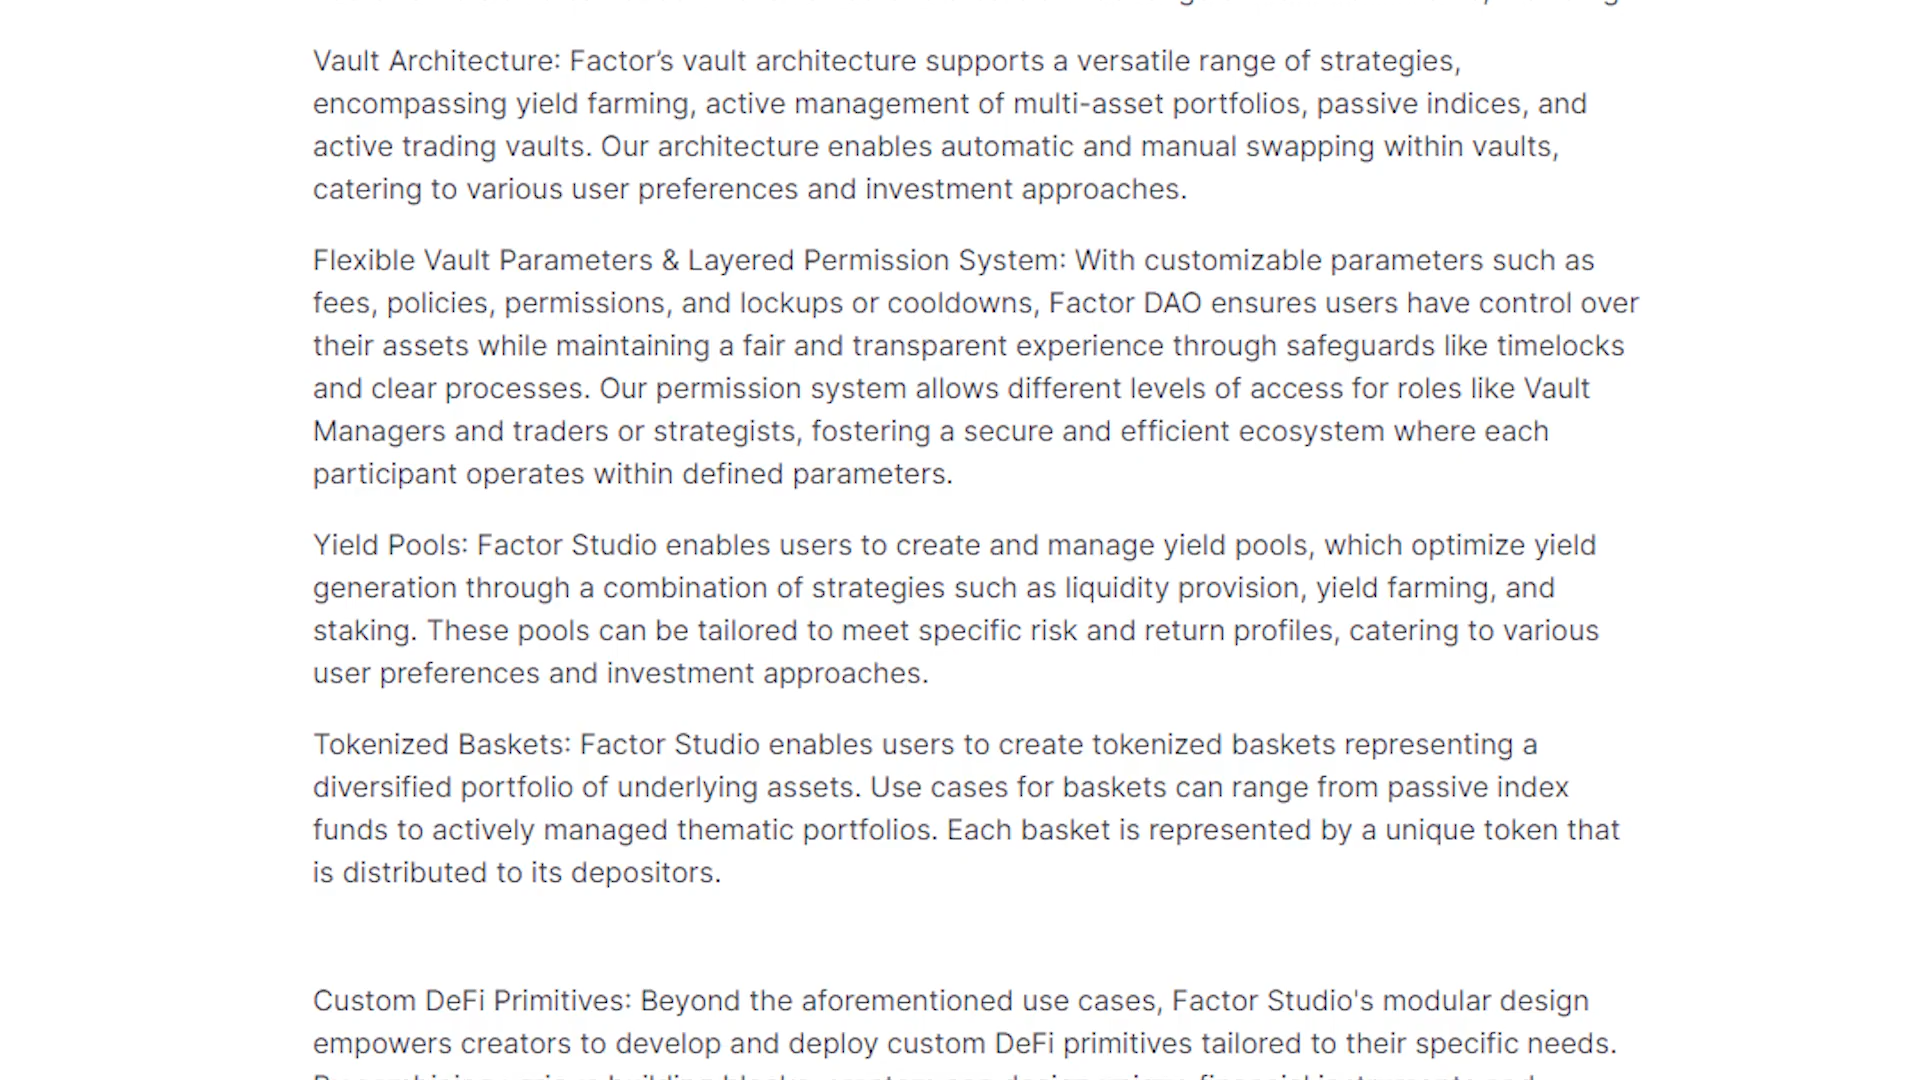 Vault Architecture: Factor’s vault architecture supports a versatile range of strategies,
encompassing yield farming, active management of multi-asset portfolios, passive indices, and
active trading vaults. Our architecture enables automatic and manual swapping within vaults,
catering to various user preferences and investment approaches.
Flexible Vault Parameters & Layered Permission System: With customizable parameters such as
fees, policies, permissions, and lockups or cooldowns, Factor DAO ensures users have control over
their assets while maintaining a fair and transparent experience through safeguards like timelocks
and clear processes. Our permission system allows different levels of access for roles like Vault
Managers and traders or strategists, fostering a secure and efficient ecosystem where each
participant operates within defined parameters.
Yield Pools: Factor Studio enables users to create and manage yield pools, which optimize yield
generation through a combination of strategies such as liquidity provision, yield farming, and
staking. These pools can be tailored to meet specific risk and return profiles, catering to various
user preferences and investment approaches.
Tokenized Baskets: Factor Studio enables users to create tokenized baskets representing a
diversified portfolio of underlying assets. Use cases for baskets can range from passive index
funds to actively managed thematic portfolios. Each basket is represented by a unique token that
is distributed to its depositors.
Custom DeFi Primitives: Beyond the aforementioned use cases, Factor Studio's modular design
empowers creators to develop and deploy custom DeFi primitives tailored to their specific needs.